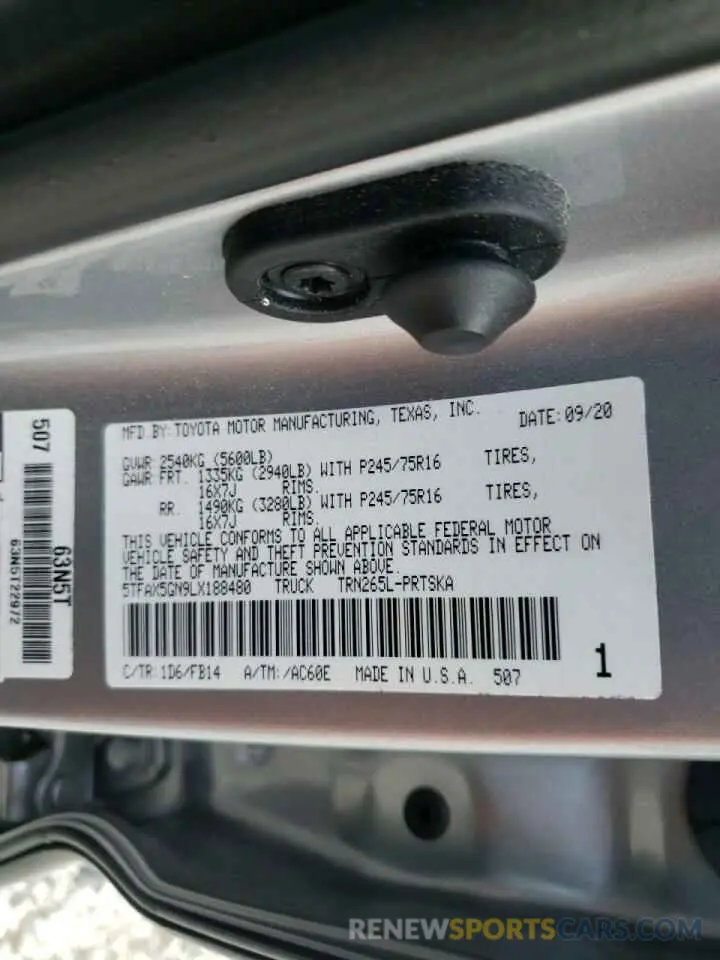 MFD.BY:TOYOTA MOTOR MANUFACTURING, TEXAS, INC. DATE:09/20
GVWR 2540KG (5600LB)
GAWR FRT. 1335KG (2940LB) WITH P245/75R16 TIRES,
16X7J RIMS.
RR. 1490KG (3280LB) WITH P245/75R16 TIRES,
16X7J RIMS.
THIS VEHICLE CONFORMS TO ALL APPLICABLE FEDERAL MOTOR
VEHICLE SAFETY AND THEFT PREVENTION STANDARDS IN EFFECT ON
THE DATE OF MANUFACTURE SHOWN ABOVE.
5TFAX5GN9LX188480 TRUCK TRN265L-PRTSKA
C/TR:1D6/FB14 A/TM:/AC60E MADE IN U.S.A. 507 1
507
63N5T
63N5T22972
RENEWSPORTSCARS.COM